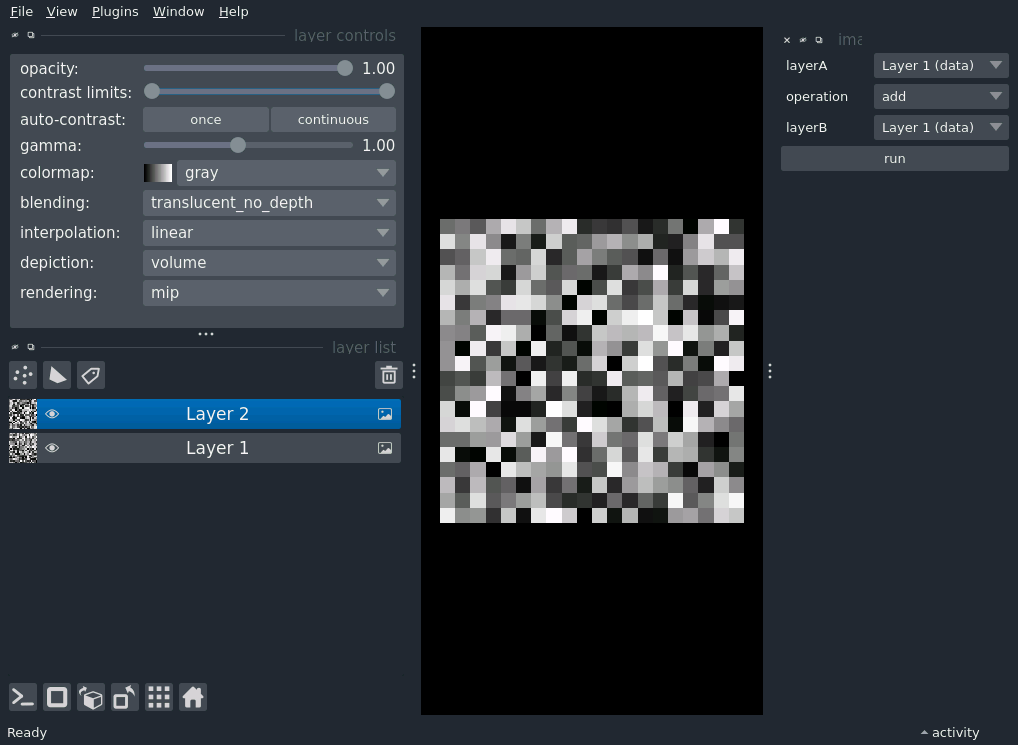 File View Plugins Window Help
layer controls
opacity: 1.00
contrast limits:
auto-contrast: once continuous
gamma: 1.00
colormap: gray
blending: translucent_no_depth
interpolation: linear
depiction: volume
rendering: mip
layer list
Layer 2
Layer 1
ima
layerA Layer 1 (data)
operation add
layerB Layer 1 (data)
run
Ready
activity